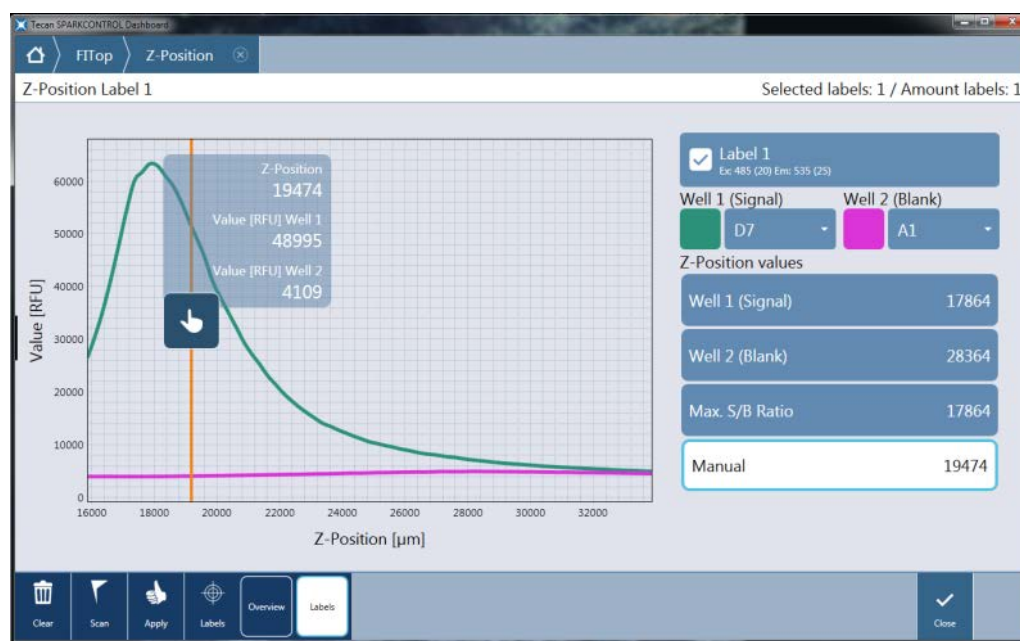 Tecan SPARKCONTROL Dashboard
FITop Z-Position
Z-Position Label 1
Selected labels: 1 / Amount labels: 1
Value [RFU]
60000
50000
40000
30000
20000
10000
0
16000 18000 20000 22000 24000 26000 28000 30000 32000
Z-Position [µm]
Z-Position
19474
Value [RFU] Well 1
48995
Value [RFU] Well 2
4109
Label 1
Ex: 485 (20) Em: 535 (25)
Well 1 (Signal) Well 2 (Blank)
D7 A1
Z-Position values
Well 1 (Signal) 17864
Well 2 (Blank) 28364
Max. S/B Ratio 17864
Manual 19474
Clear Scan Apply Labels Overview Labels Close